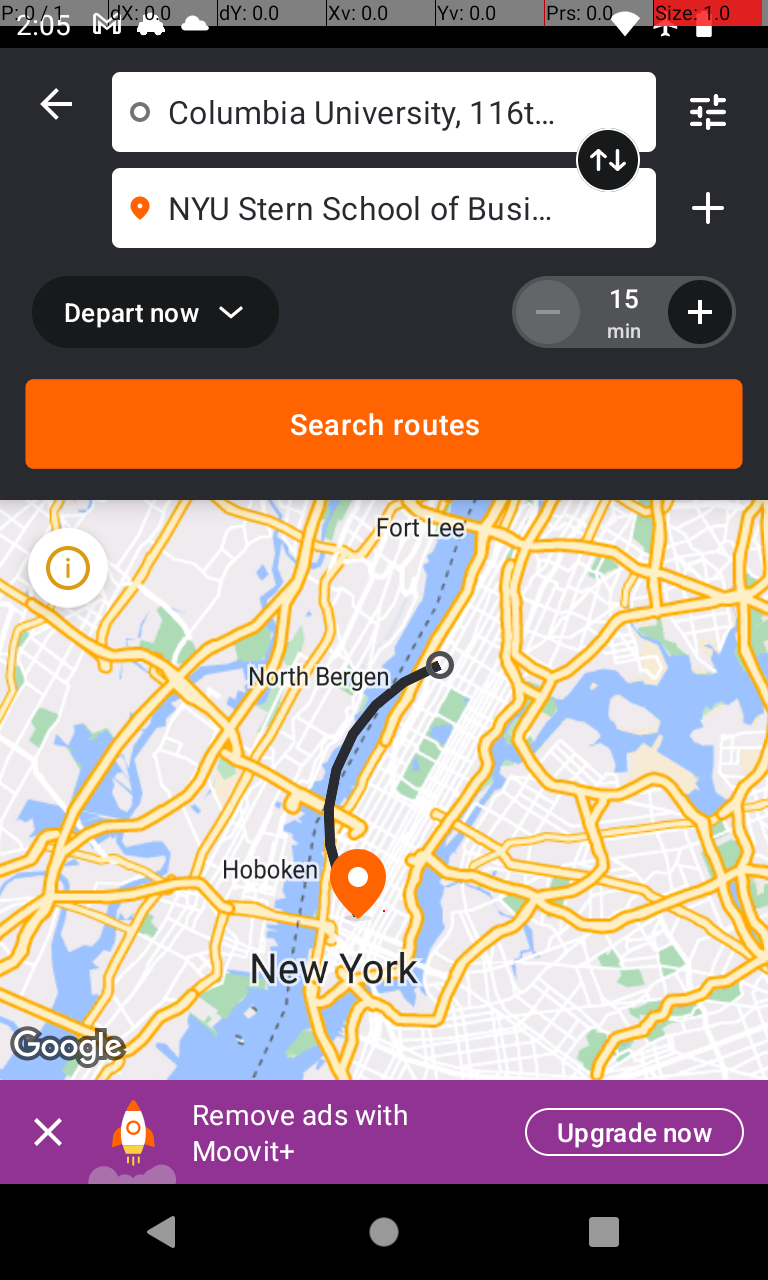 P: 0 / 1 dX: 0.0 dY: 0.0 Xv: 0.0 Yv: 0.0 Prs: 0.0 Size: 1.0
2:05
Columbia University, 116t…
NYU Stern School of Busi…
Depart now
15
min
Search routes
Fort Lee
North Bergen
Hoboken
New York
Google
Remove ads with
Moovit+
Upgrade now